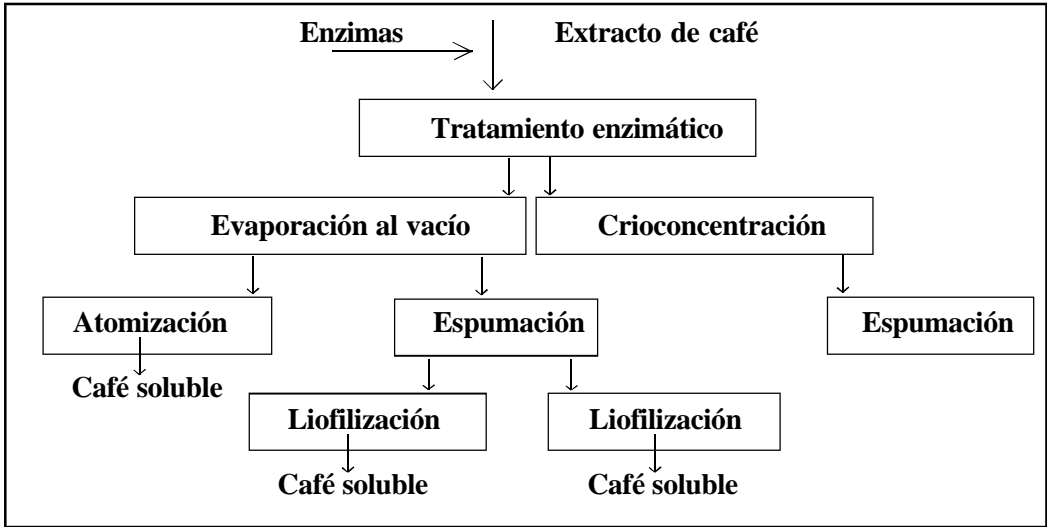 Enzimas Extracto de café
Tratamiento enzimático
Evaporación al vacío Crioconcentración
Atomización Espumación Espumación
Café soluble
Liofilización Liofilización
Café soluble Café soluble